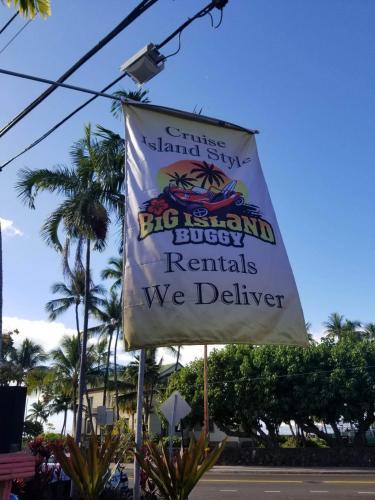 Cruise
Island Style
BIG ISLAND
BUGGY
Rentals
We Deliver